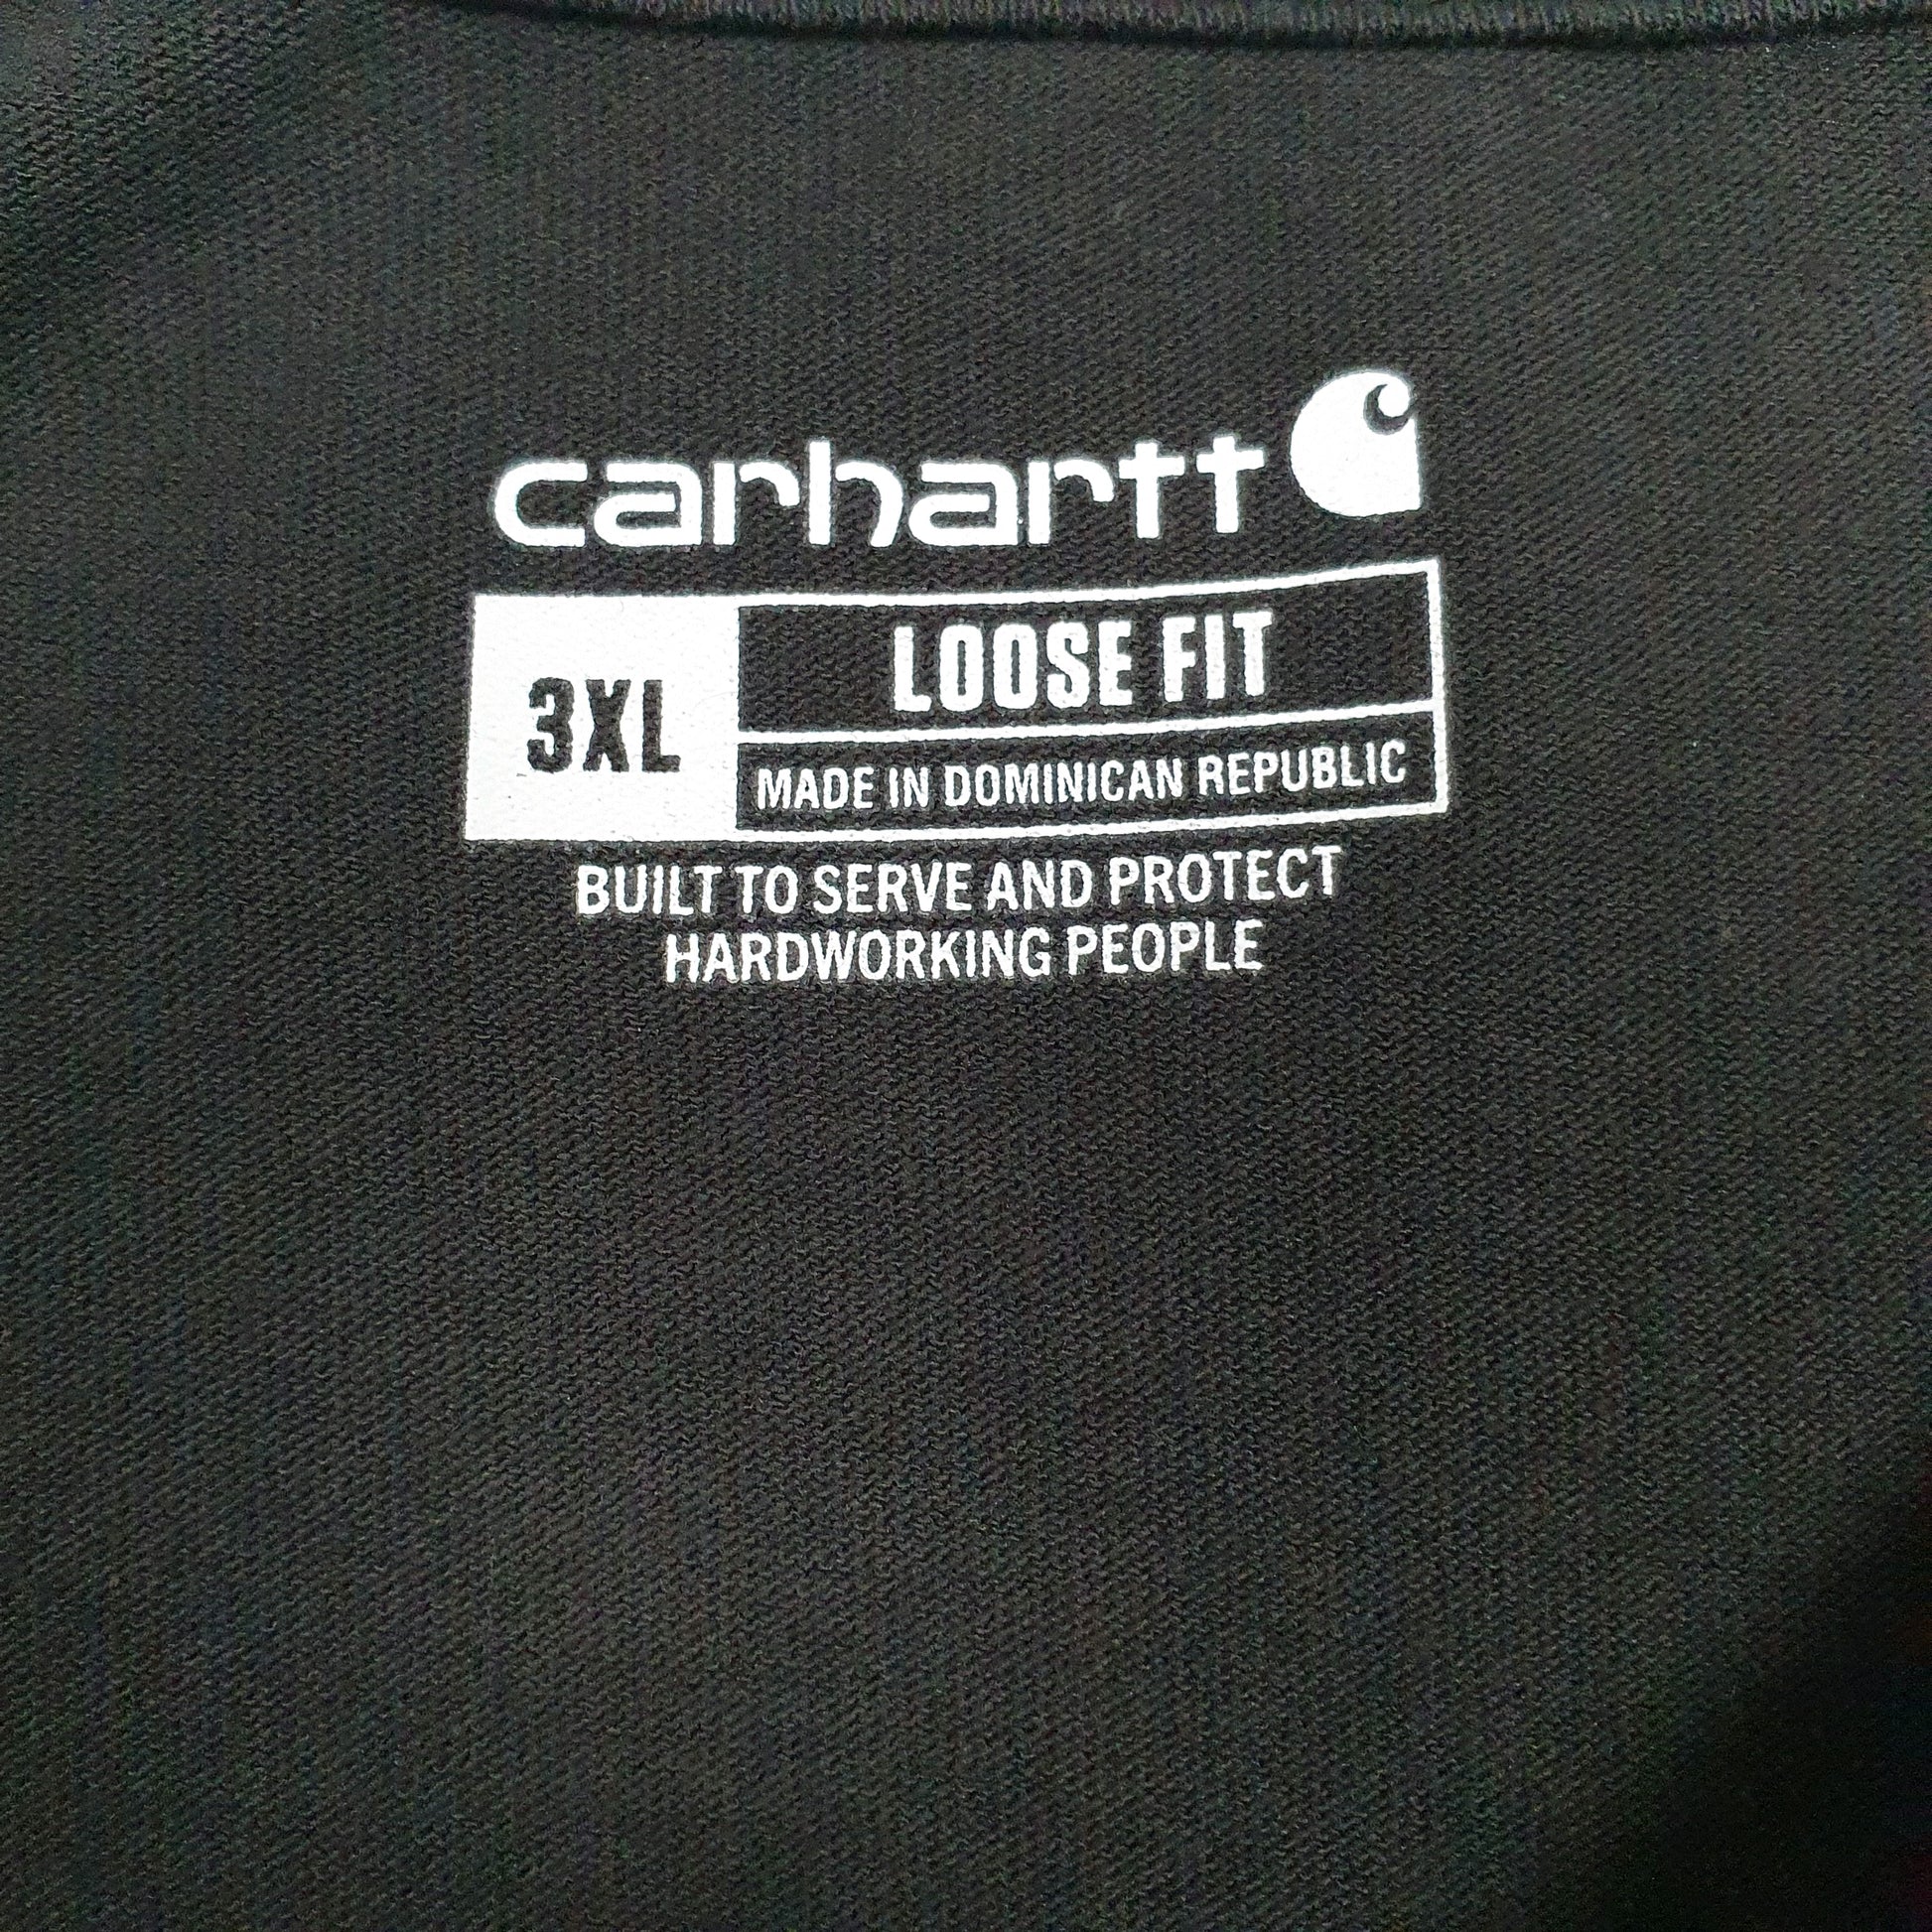 carhartt
3XL
LOOSE FIT
MADE IN DOMINICAN REPUBLIC
BUILT TO SERVE AND PROTECT
HARDWORKING PEOPLE